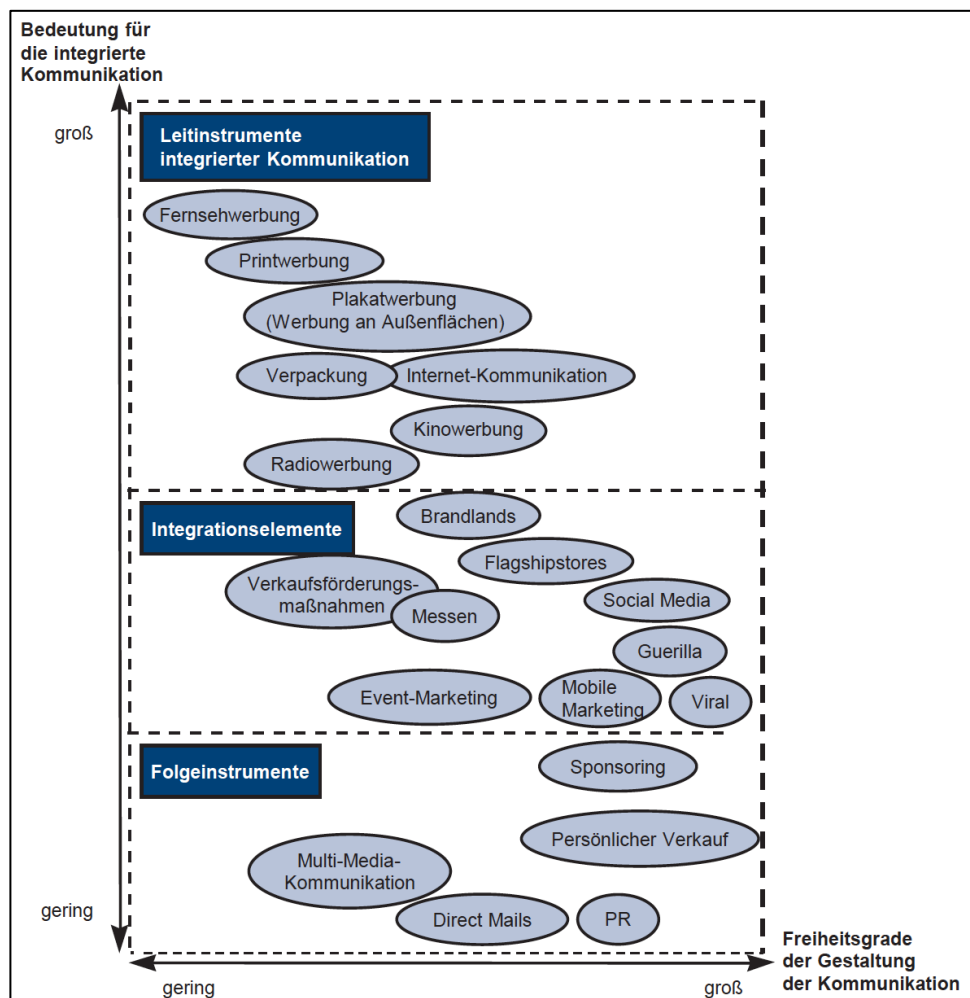 Bedeutung für
die integrierte
Kommunikation
groß
Leitinstrumente
integrierter Kommunikation
Fernsehwerbung
Printwerbung
Plakatwerbung
(Werbung an Außenflächen)
Verpackung
Internet-Kommunikation
Kinowerbung
Radiowerbung
Brandlands
Integrationselemente
Flagshipstores
Verkaufsförderungs-
maßnahmen
Social Media
Messen
Guerilla
Event-Marketing
Mobile
Marketing
Viral
Folgeinstrumente
Sponsoring
Persönlicher Verkauf
Multi-Media-
Kommunikation
gering
Direct Mails
PR
Freiheitsgrade
der Gestaltung
der Kommunikation
gering
groß